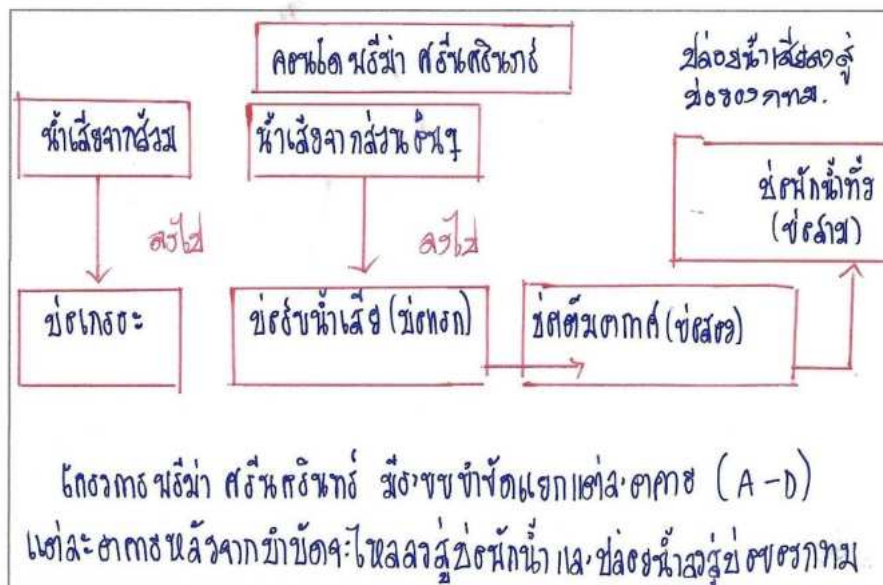 คอนโด พรีม่า ศรีนครินทร์
ปล่อยน้ำเสียลงสู่
บ่อของกทม.
น้ำเสียจากส้วม
น้ำเสียจากส่วนอื่นๆ
บ่อพักน้ำทิ้ง
(บ่อสาม)
ลงไป
ลงไป
บ่อเกรอะ
บ่อรับน้ำเสีย (บ่อแรก)
บ่อเติมอากาศ (บ่อสอง)
โครงการ พรีม่า ศรีนครินทร์ มีระบบบำบัดแยกแต่ละอาคาร (A-D)
แต่ละอาคารหลังจากบำบัดจะไหลลงสู่บ่อพักน้ำและปล่อยน้ำลงสู่บ่อของกทม